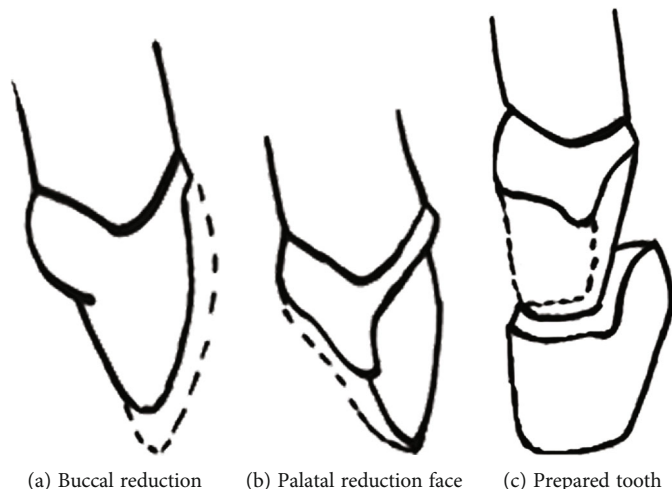 (a) Buccal reduction
(b) Palatal reduction face
(c) Prepared tooth